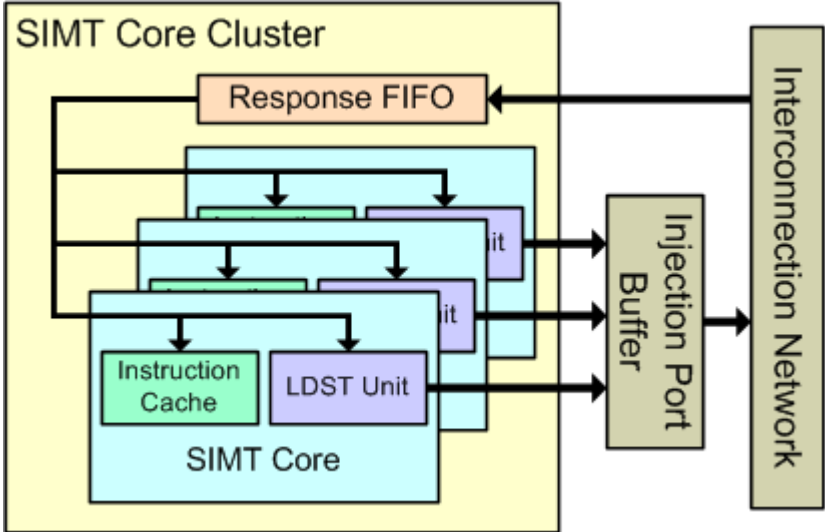 SIMT Core Cluster
Response FIFO
Instruction
Cache
LDST Unit
SIMT Core
Injection Port
Buffer
Interconnection Network